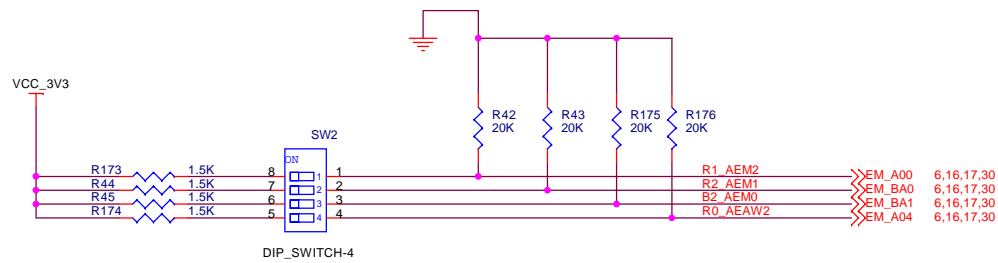 VCC_3V3
R42 R43 R175 R176
20K 20K 20K 20K
SW2
ON
R173 1.5K 8 1 1 R1_AEM2 EM_A00 6,16,17,30
R44 1.5K 7 2 2 R2_AEM1 EM_BA0 6,16,17,30
R45 1.5K 6 3 3 B2_AEM0 EM_BA1 6,16,17,30
R174 1.5K 5 4 4 R0_AEAW2 EM_A04 6,16,17,30
DIP_SWITCH-4